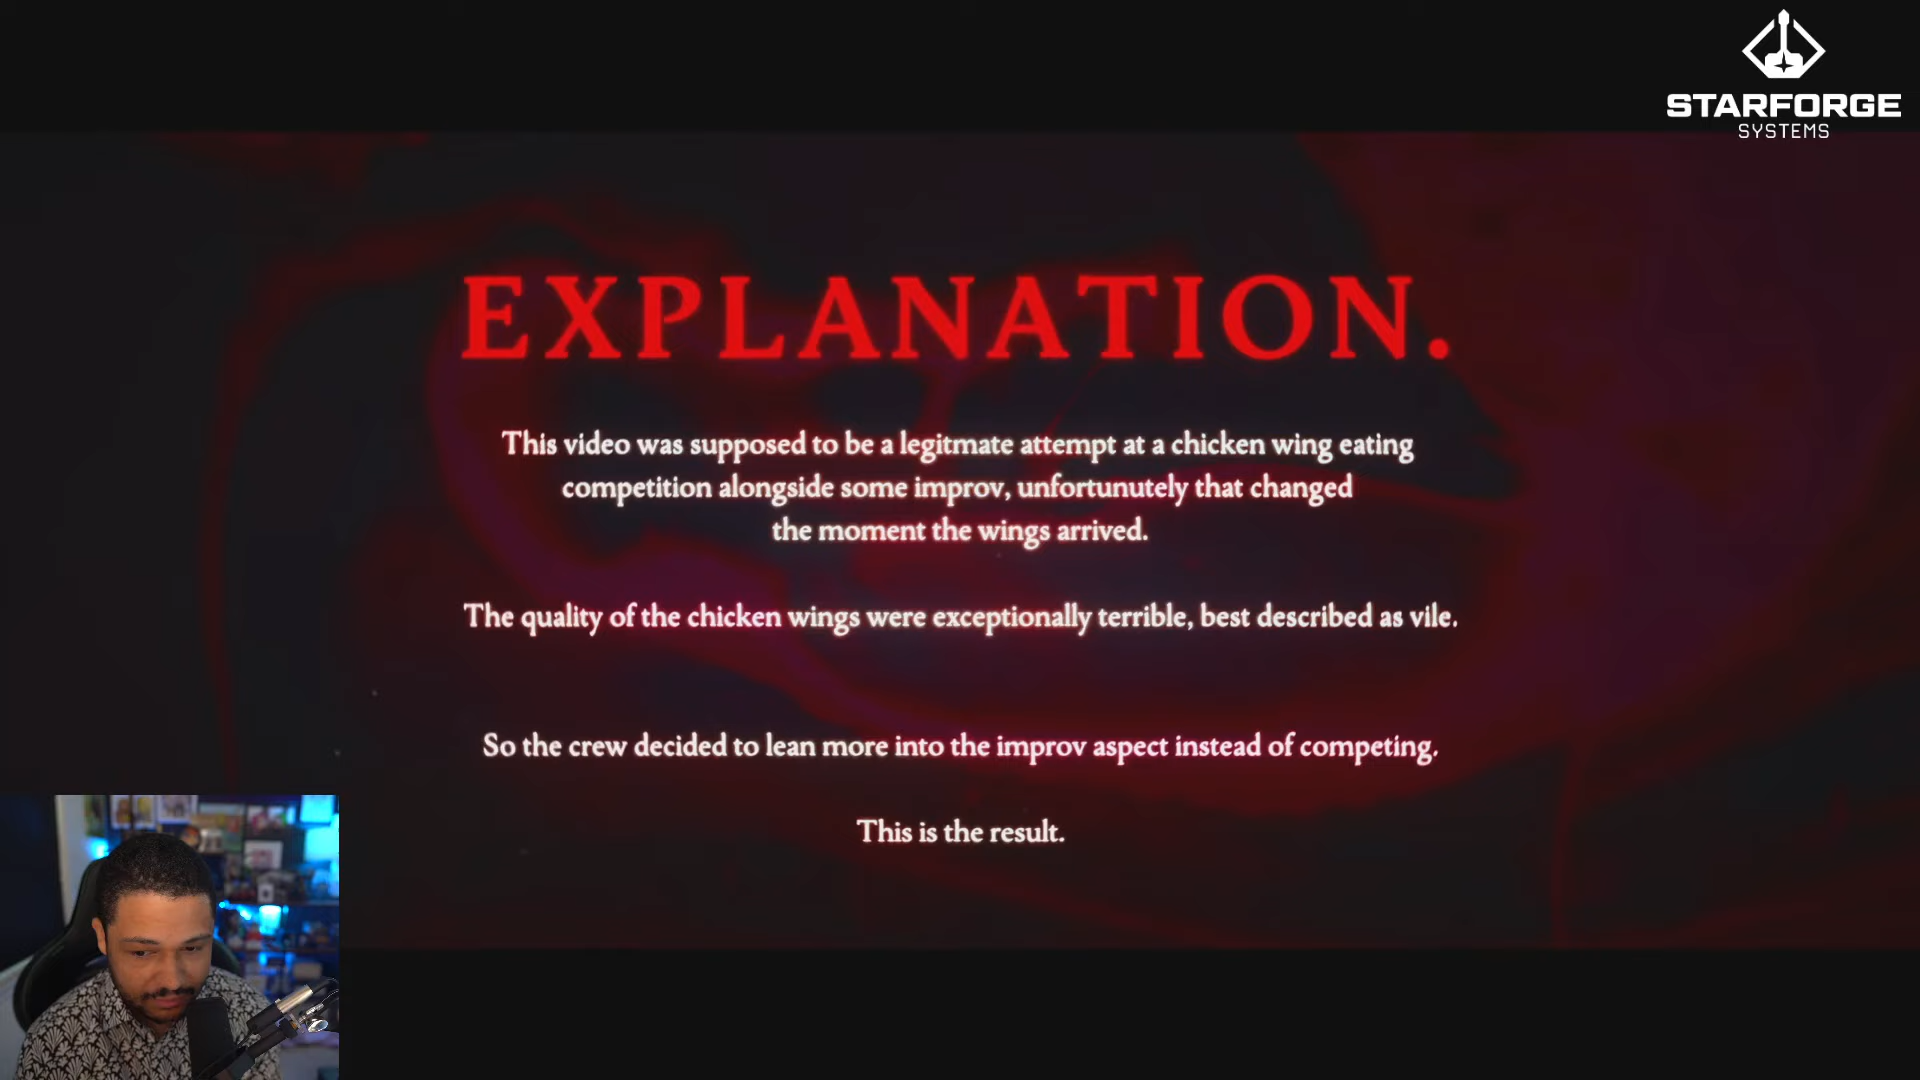 STARFORGE
SYSTEMS
EXPLANATION.
This video was supposed to be a legitmate attempt at a chicken wing eating
competition alongside some improv, unfortunutely that changed
the moment the wings arrived.
The quality of the chicken wings were exceptionally terrible, best described as vile.
So the crew decided to lean more into the improv aspect instead of competing.
This is the result.